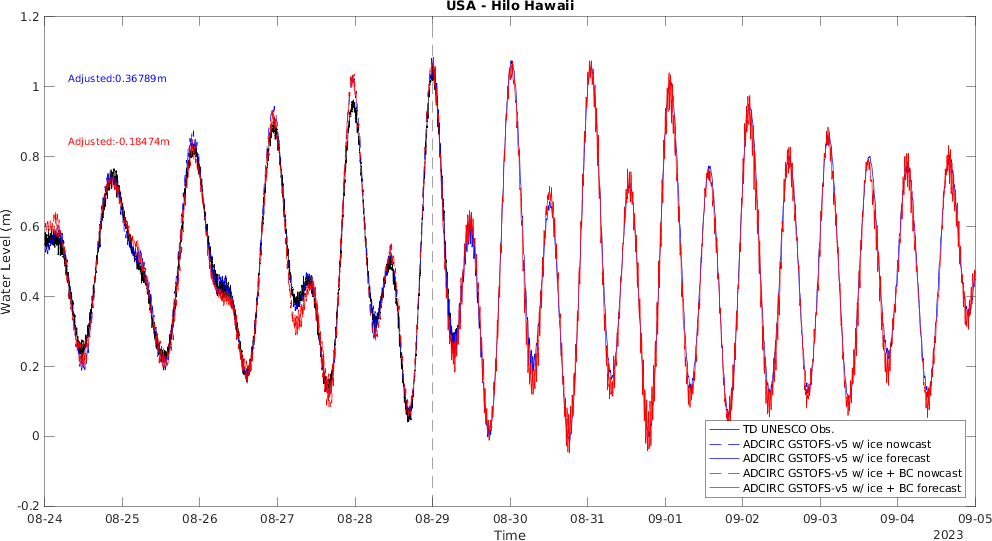 USA - Hilo Hawaii
1.2
1
0.8
0.6
0.4
0.2
0
-0.2
Water Level (m)
Adjusted:0.36789m
Adjusted:-0.18474m
TD UNESCO Obs.
ADCIRC GSTOFS-v5 w/ ice nowcast
ADCIRC GSTOFS-v5 w/ ice forecast
ADCIRC GSTOFS-v5 w/ ice + BC nowcast
ADCIRC GSTOFS-v5 w/ ice + BC forecast
08-24 08-25 08-26 08-27 08-28 08-29 08-30 08-31 09-01 09-02 09-03 09-04 09-05
Time
2023